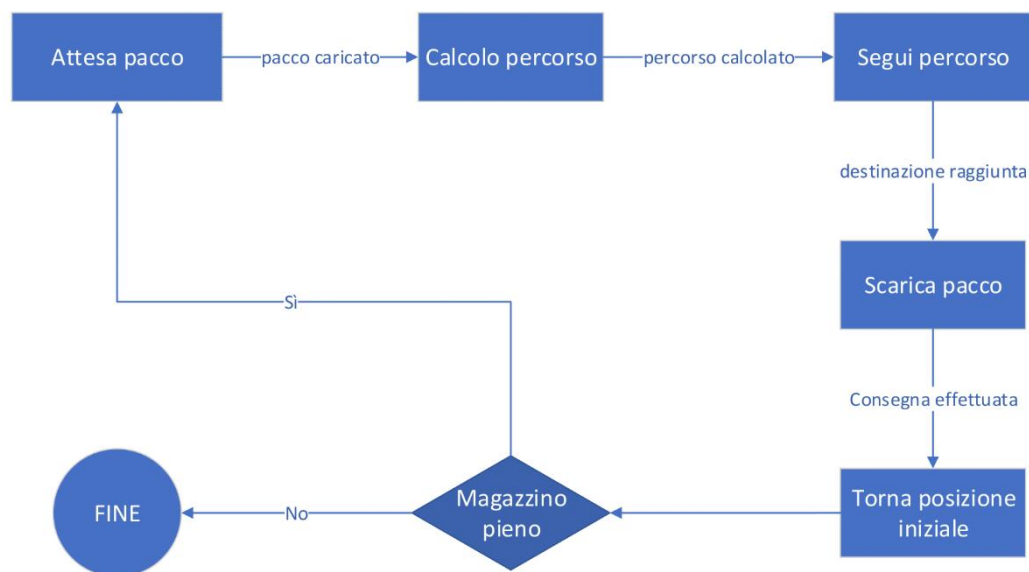 Attesa pacco
pacco caricato
Calcolo percorso
percorso calcolato
Segui percorso
destinazione raggiunta
Scarica pacco
Sì
Consegna effettuata
Torna posizione
iniziale
Magazzino
pieno
No
FINE